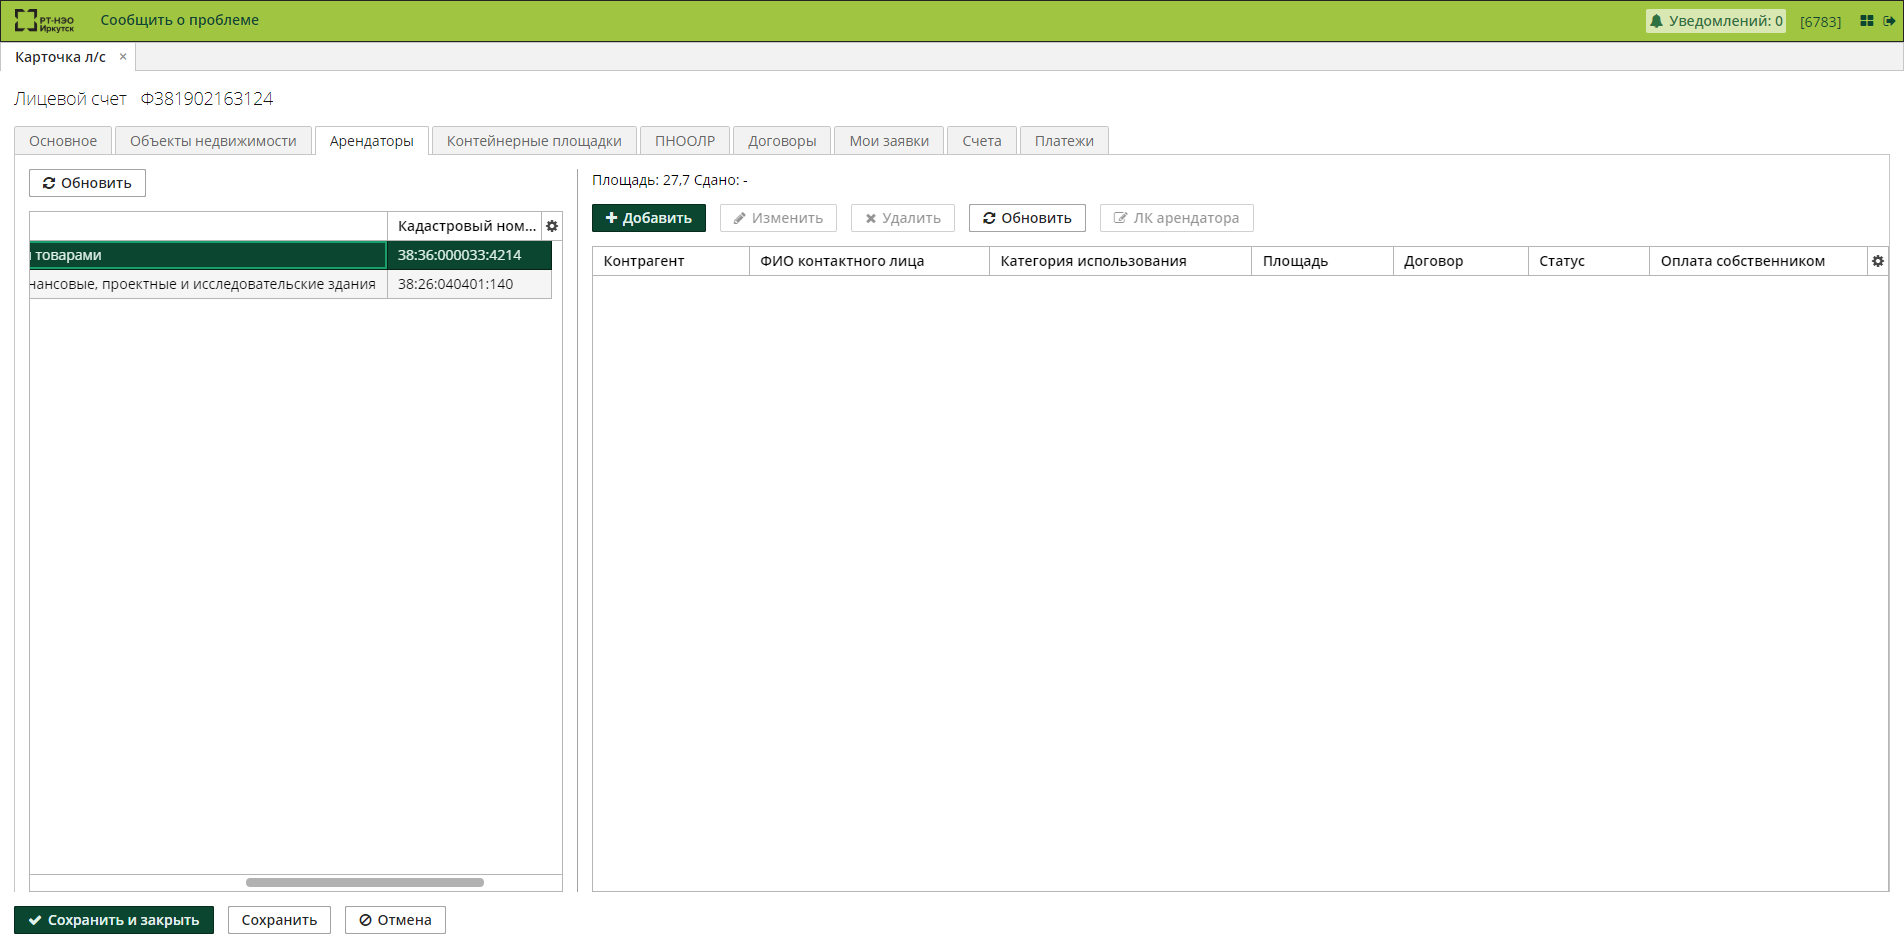 РТ-НЭО
Иркутск
Сообщить о проблеме
Уведомлений: 0
[6783]
Карточка л/с ×
Лицевой счет Ф381902163124
Основное
Объекты недвижимости
Арендаторы
Контейнерные площадки
ПНООЛР
Договоры
Мои заявки
Счета
Платежи
Обновить
Кадастровый ном...
товарами
38:36:000033:4214
нансовые, проектные и исследовательские здания
38:26:040401:140
Площадь: 27,7 Сдано: -
Добавить
Изменить
Удалить
Обновить
ЛК арендатора
Контрагент
ФИО контактного лица
Категория использования
Площадь
Договор
Статус
Оплата собственником
Сохранить и закрыть
Сохранить
Отмена